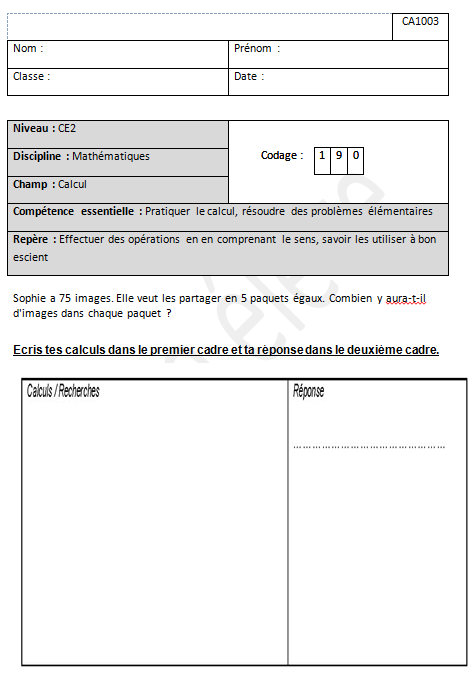 CA1003
Nom :
Prénom :
Classe :
Date :
Niveau : CE2
Discipline : Mathématiques
Codage : 1 9 0
Champ : Calcul
Compétence essentielle : Pratiquer le calcul, résoudre des problèmes élémentaires
Repère : Effectuer des opérations en en comprenant le sens, savoir les utiliser à bon
escient
Sophie a 75 images. Elle veut les partager en 5 paquets égaux. Combien y aura-t-il
d'images dans chaque paquet ?
Ecris tes calculs dans le premier cadre et ta réponse dans le deuxième cadre.
Calculs / Recherches
Réponse